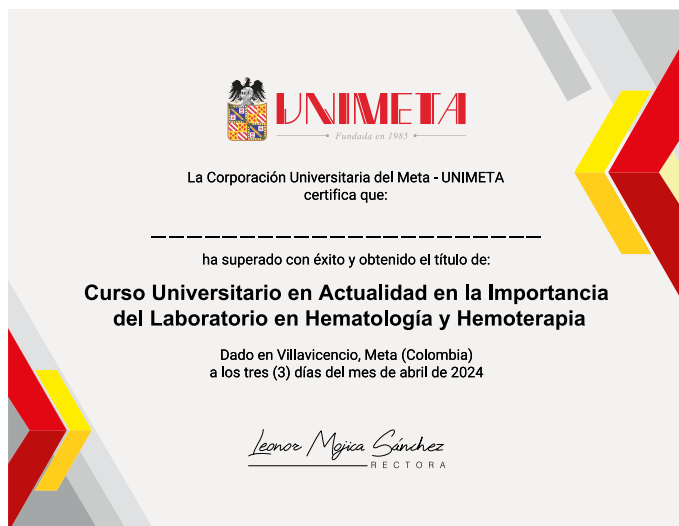 UNIMETA
Fundada en 1985
La Corporación Universitaria del Meta - UNIMETA
certifica que:
ha superado con éxito y obtenido el título de:
Curso Universitario en Actualidad en la Importancia
del Laboratorio en Hematología y Hemoterapia
Dado en Villavicencio, Meta (Colombia)
a los tres (3) días del mes de abril de 2024
Leonor Mojica Sánchez
RECTORA